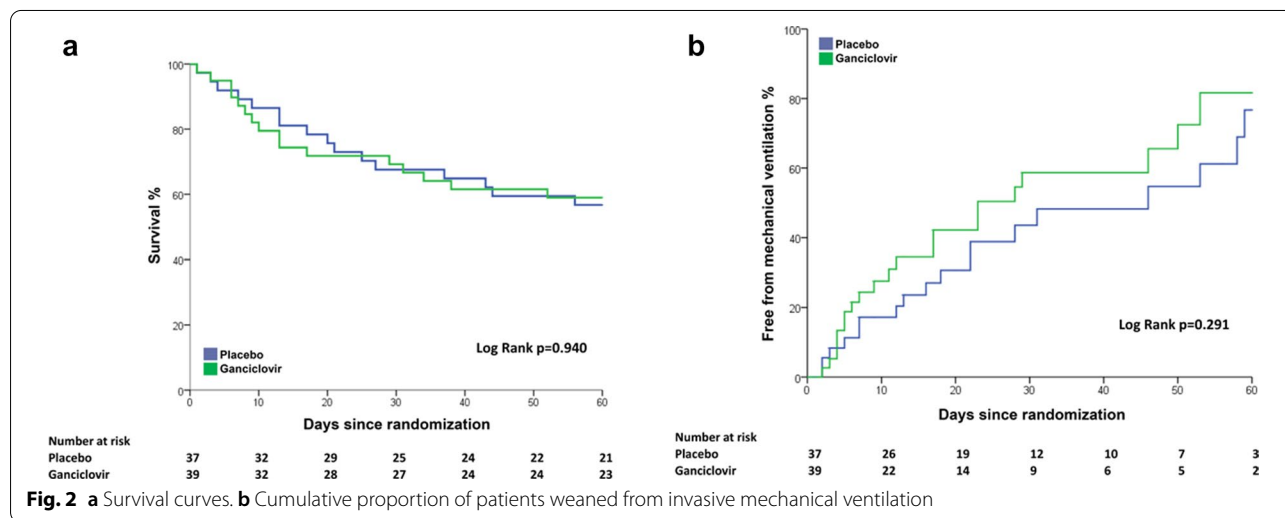 a
Survival %
100
80
60
40
20
0
Placebo
Ganciclovir
Log Rank p=0.940
0 10 20 30 40 50 60
Days since randomization
Number at risk
Placebo 37 32 29 25 24 22 21
Ganciclovir 39 32 28 27 24 24 23
b
Free from mechanical ventilation %
100
80
60
40
20
0
Placebo
Ganciclovir
Log Rank p=0.291
0 10 20 30 40 50 60
Days since randomization
Number at risk
Placebo 37 26 19 12 10 7 3
Ganciclovir 39 22 14 9 6 5 2
Fig. 2 a Survival curves. b Cumulative proportion of patients weaned from invasive mechanical ventilation